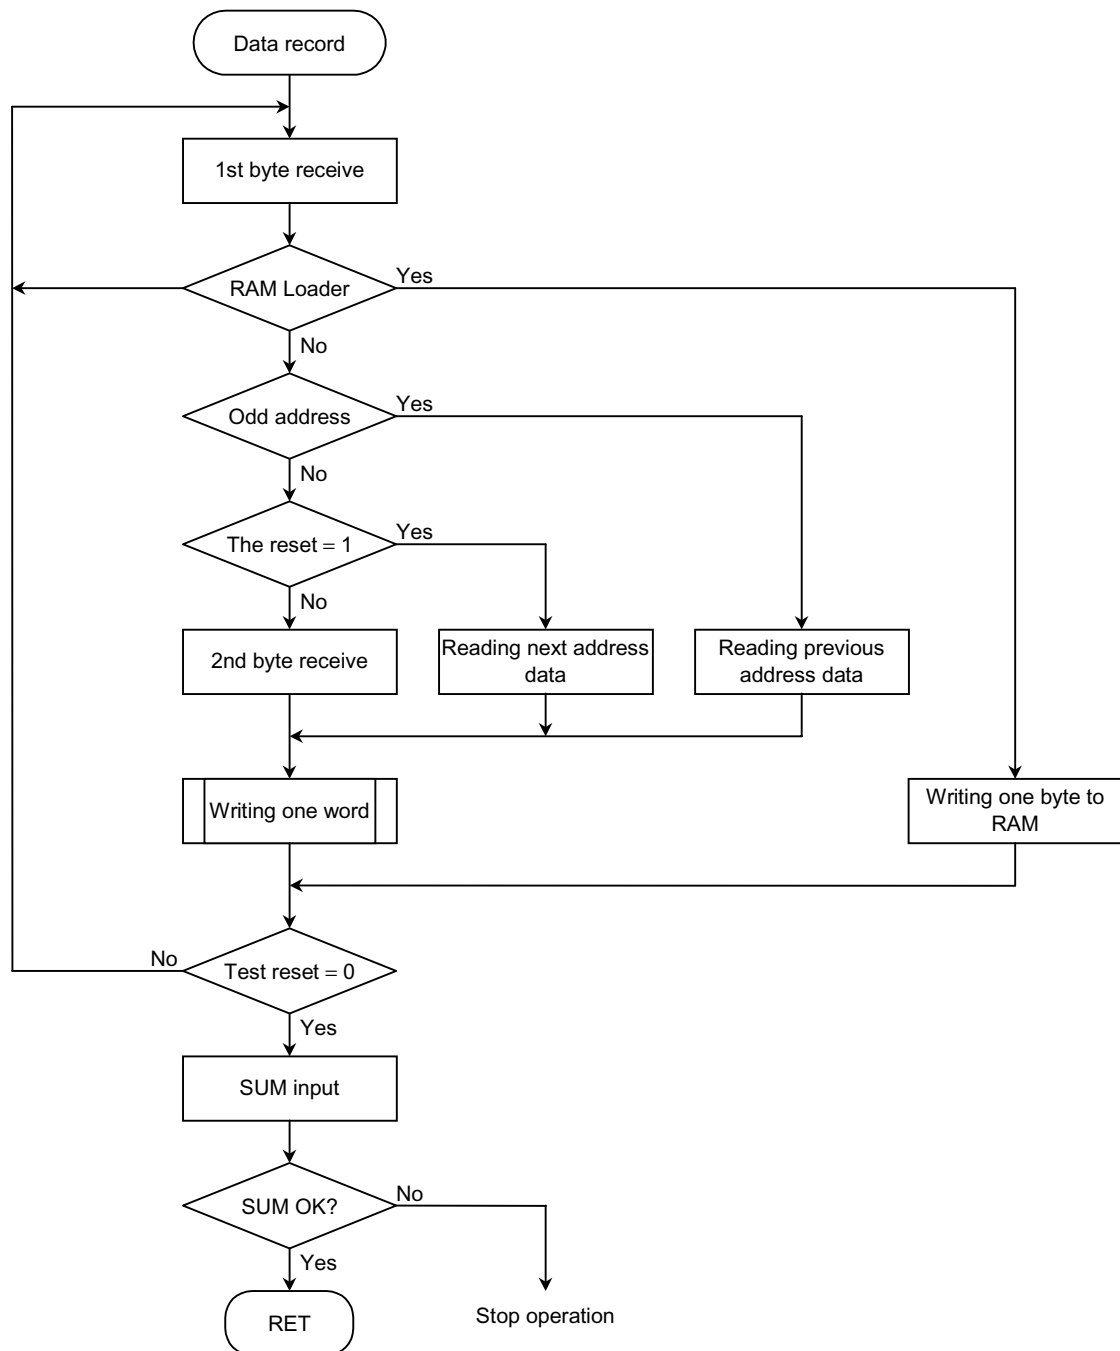 Data record
1st byte receive
RAM Loader
Yes
No
Odd address
Yes
No
The reset = 1
Yes
No
2nd byte receive
Reading next address
data
Reading previous
address data
Writing one word
Writing one byte to
RAM
No
Test reset = 0
Yes
SUM input
SUM OK?
No
Yes
RET
Stop operation